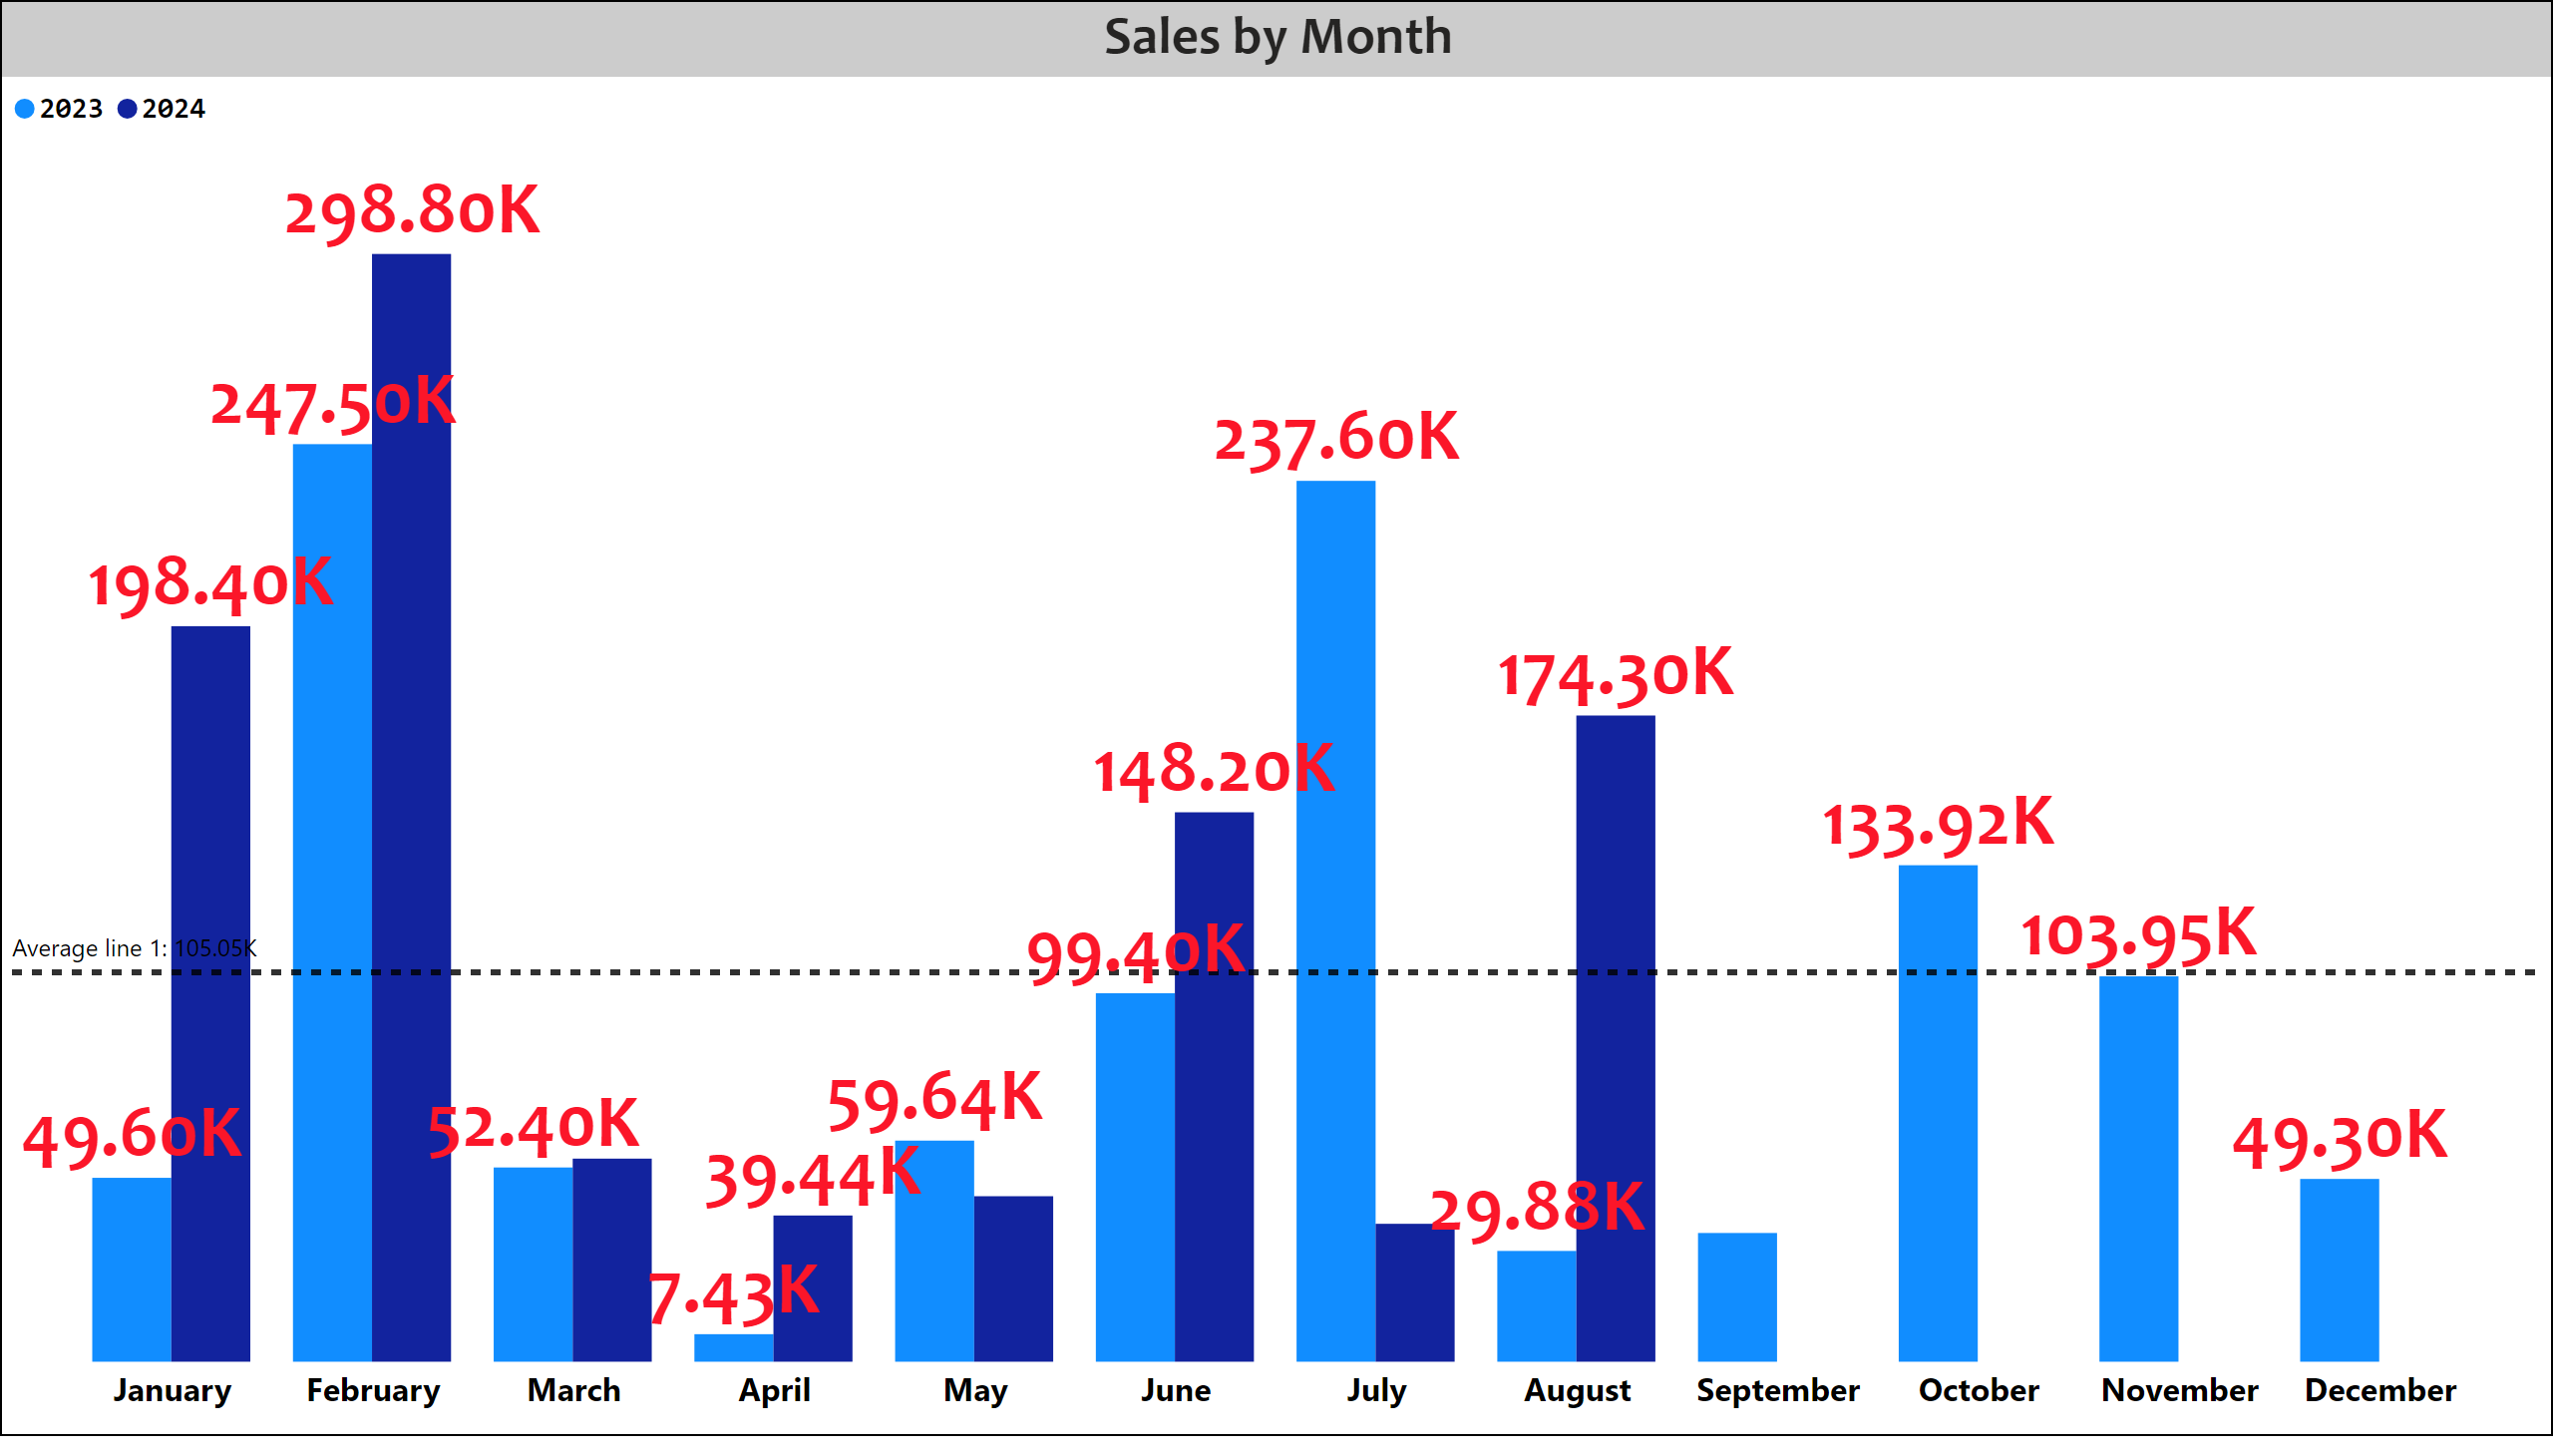 Sales by Month
2023 2024
298.80K
247.50K
237.60K
198.40K
174.30K
148.20K
133.92K
99.40K
103.95K
Average line 1: 105.05K
59.64K
49.60K
52.40K
49.30K
39.44K
29.88K
7.43K
January February March April May June July August September October November December